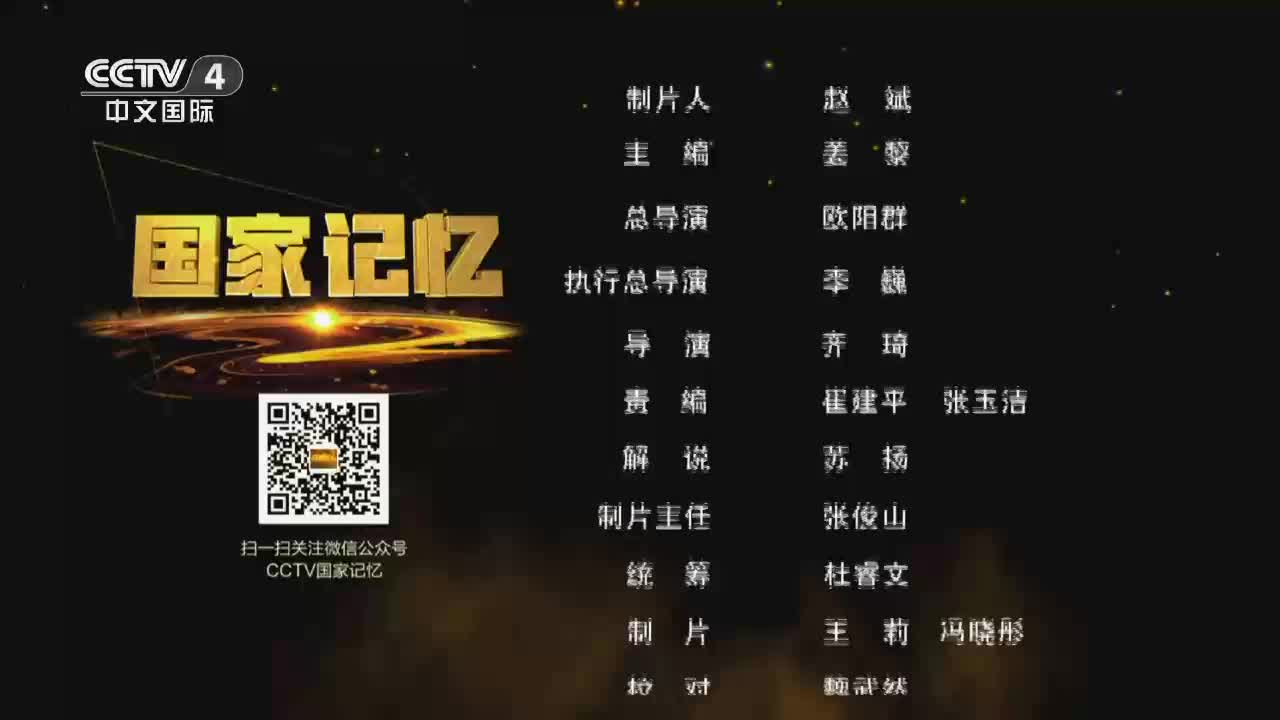 CCTV 4
中文国际
国家记忆
扫一扫关注微信公众号
CCTV国家记忆
制片人 赵 斌
主 编 姜 黎
总导演 欧阳群
执行总导演 李 巍
导 演 齐 琦
责 编 崔建平 张玉洁
解 说 苏 扬
制片主任 张俊山
统 筹 杜睿文
制 片 王 莉 冯晓彤
校 对